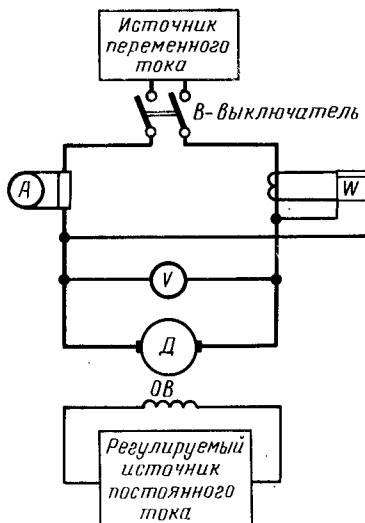 Источник
переменного
тока
В-выключатель
А
W
V
Д
ОВ
Регулируемый
источник
постоянного
тока